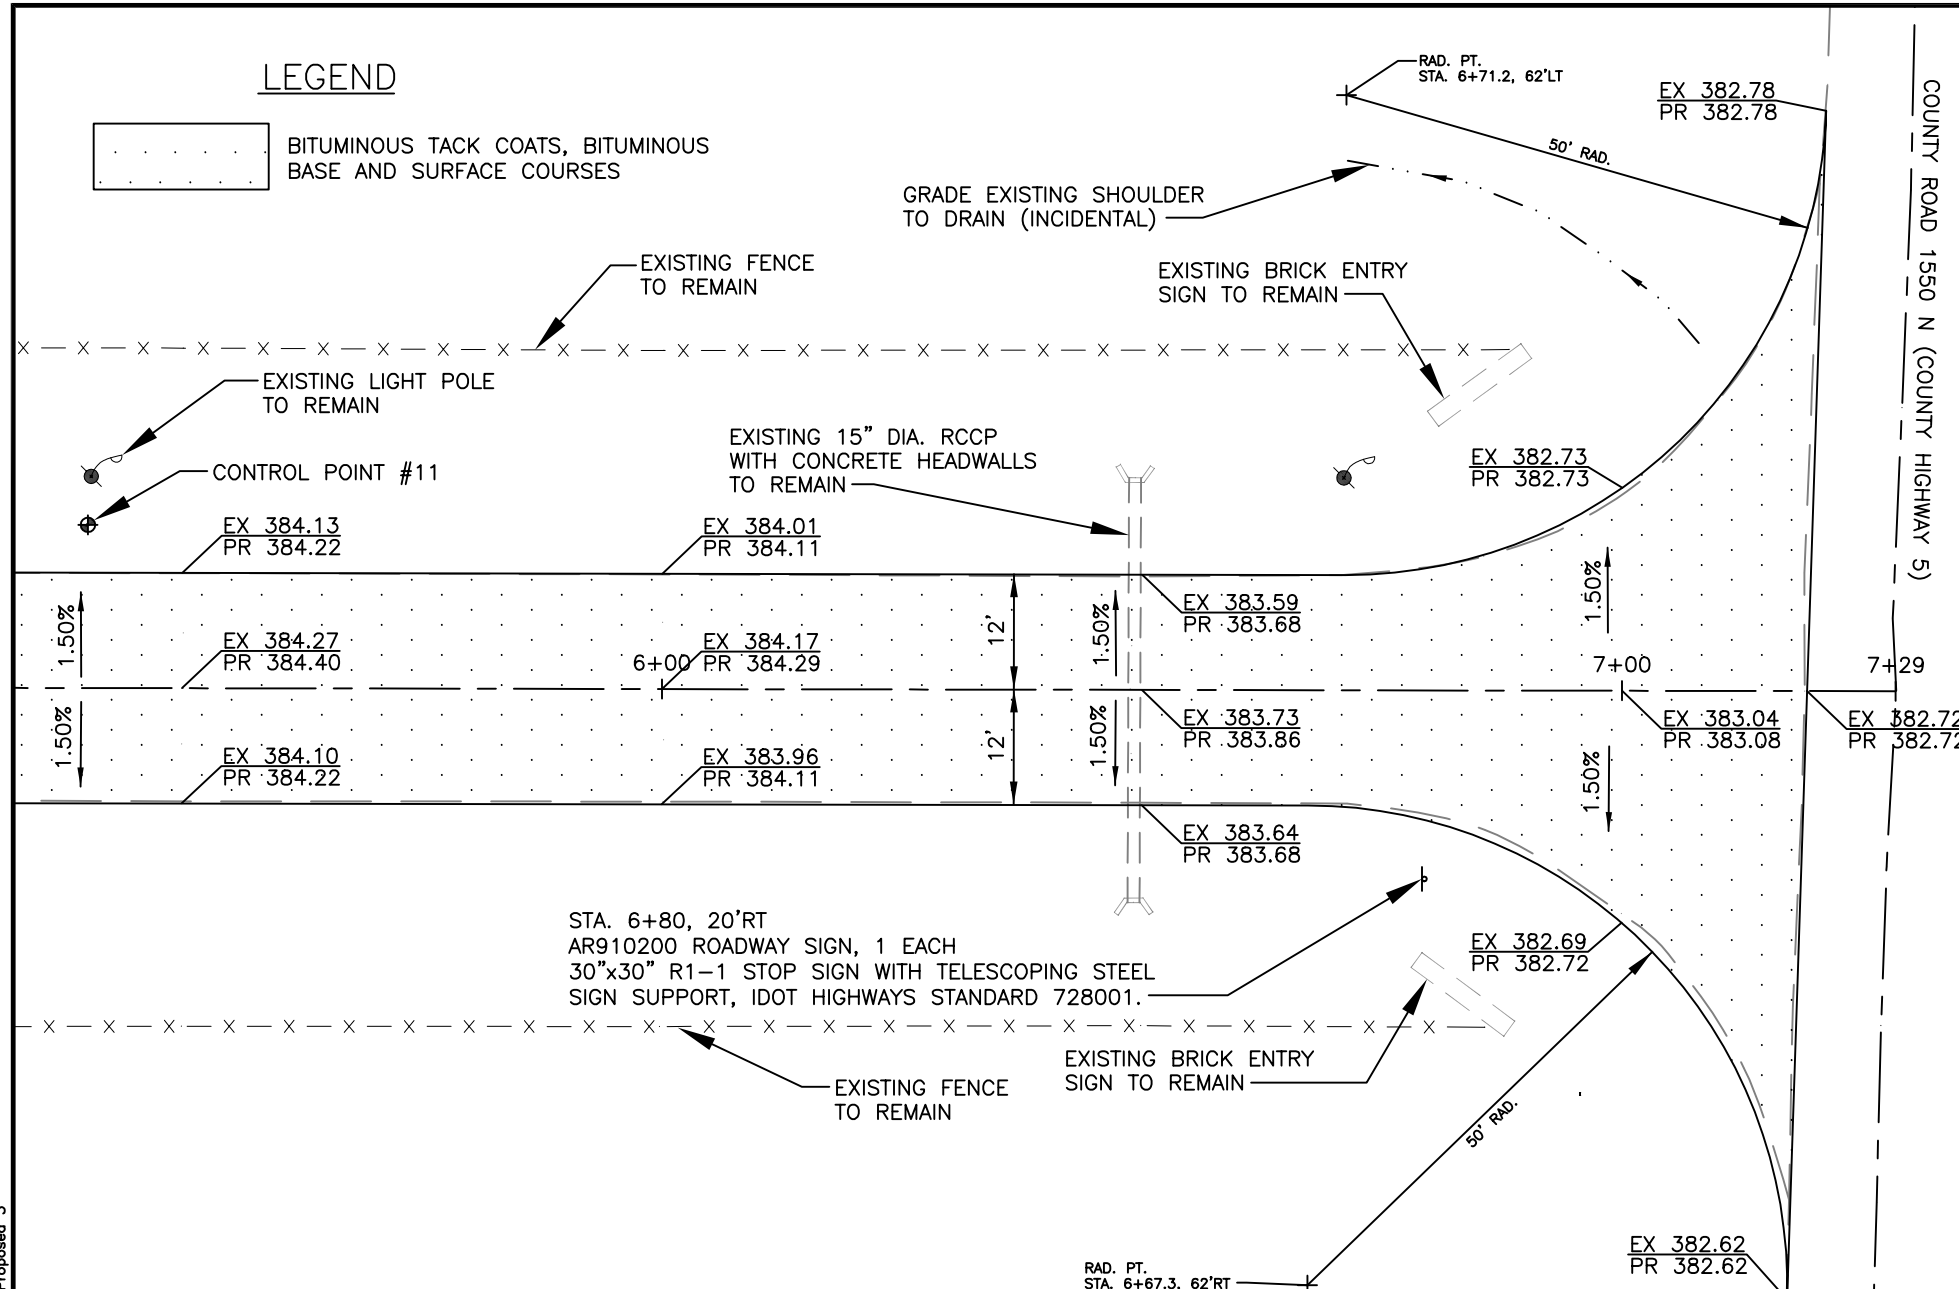 LEGEND
BITUMINOUS TACK COATS, BITUMINOUS
BASE AND SURFACE COURSES
RAD. PT.
STA. 6+71.2, 62'LT
EX 382.78
PR 382.78
50' RAD.
COUNTY ROAD 1550 N (COUNTY HIGHWAY 5)
GRADE EXISTING SHOULDER
TO DRAIN (INCIDENTAL)
EXISTING FENCE
TO REMAIN
EXISTING BRICK ENTRY
SIGN TO REMAIN
EXISTING LIGHT POLE
TO REMAIN
EXISTING 15" DIA. RCCP
WITH CONCRETE HEADWALLS
TO REMAIN
CONTROL POINT #11
EX 382.73
PR 382.73
EX 384.13
PR 384.22
EX 384.01
PR 384.11
1.50%
12'
1.50%
EX 383.59
PR 383.68
1.50%
EX 384.27
PR 384.40
6+00
EX 384.17
PR 384.29
7+00
7+29
1.50%
12'
1.50%
EX 383.73
PR 383.86
EX 383.04
PR 383.08
EX 382.72
PR 382.72
1.50%
EX 384.10
PR 384.22
EX 383.96
PR 384.11
EX 383.64
PR 383.68
STA. 6+80, 20'RT
AR910200 ROADWAY SIGN, 1 EACH
30"x30" R1-1 STOP SIGN WITH TELESCOPING STEEL
SIGN SUPPORT, IDOT HIGHWAYS STANDARD 728001.
EX 382.69
PR 382.72
EXISTING BRICK ENTRY
SIGN TO REMAIN
EXISTING FENCE
TO REMAIN
50' RAD.
EX 382.62
PR 382.62
RAD. PT.
STA. 6+67.3, 62'RT
Proposed